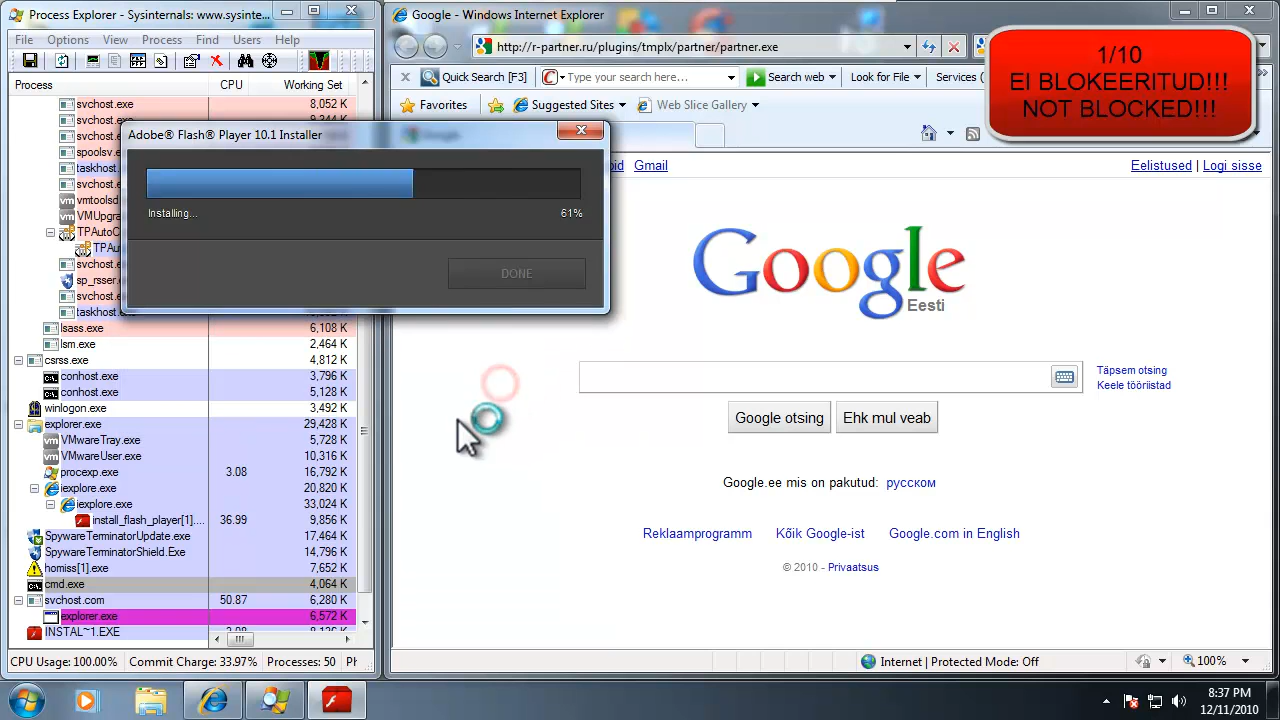 Process Explorer - Sysinternals: www.sysinte...
File Options View Process Find Users Help
Process CPU Working Set
svchost.exe 8,052 K
svchost.exe 9,344 K
svchost.exe
spoolsv...
taskhost...
svchost...
vmtoolsd
VMUpgra
TPAutoC
TPAu
svchost.e
sp_rsser...
svchost.e
taskhost.exe
lsass.exe 6,108 K
lsm.exe 2,464 K
csrss.exe 4,812 K
conhost.exe 3,796 K
conhost.exe 5,128 K
winlogon.exe 3,492 K
explorer.exe 29,428 K
VMwareTray.exe 5,728 K
VMwareUser.exe 10,316 K
procexp.exe 3.08 16,792 K
iexplore.exe 20,820 K
iexplore.exe 33,024 K
install_flash_player[1].... 36.99 9,856 K
SpywareTerminatorUpdate.exe 17,464 K
SpywareTerminatorShield.Exe 14,796 K
homiss[1].exe 7,652 K
cmd.exe 4,064 K
svchost.com 50.87 6,280 K
explorer.exe 6,572 K
INSTAL~1.EXE
CPU Usage: 100.00% Commit Charge: 33.97% Processes: 50 Ph
Adobe® Flash® Player 10.1 Installer
Installing... 61%
DONE
Google - Windows Internet Explorer
http://r-partner.ru/plugins/tmplx/partner/partner.exe
Quick Search [F3] Type your search here... Search web Look for File Services
Favorites Suggested Sites Web Slice Gallery
1/10
EI BLOKEERITUD!!!
NOT BLOCKED!!!
Gmail Eelistused | Logi sisse
Google
Eesti
Täpsem otsing
Keele tööriistad
Google otsing Ehk mul veab
Google.ee mis on pakutud: русском
Reklaamprogramm Kõik Google-ist Google.com in English
© 2010 - Privaatsus
Internet | Protected Mode: Off 100%
8:37 PM
12/11/2010